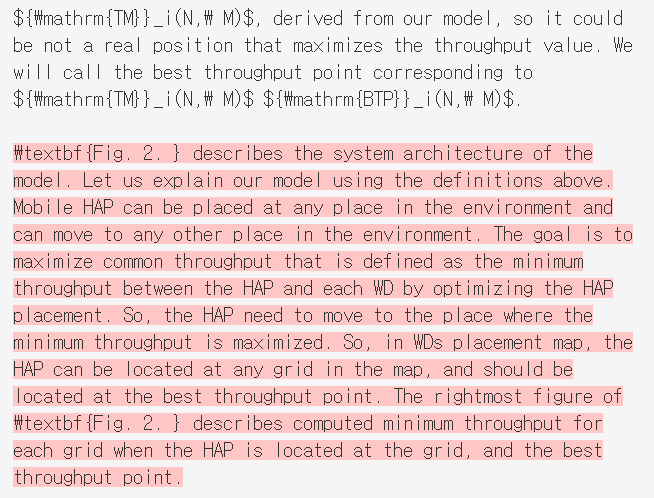 ${₩mathrm{TM}}_i(N,₩ M)$, derived from our model, so it could
be not a real position that maximizes the throughput value. We
will call the best throughput point corresponding to
${₩mathrm{TM}}_i(N,₩ M)$ ${₩mathrm{BTP}}_i(N,₩ M)$.
₩textbf{Fig. 2. } describes the system architecture of the
model. Let us explain our model using the definitions above.
Mobile HAP can be placed at any place in the environment and
can move to any other place in the environment. The goal is to
maximize common throughput that is defined as the minimum
throughput between the HAP and each WD by optimizing the HAP
placement. So, the HAP need to move to the place where the
minimum throughput is maximized. So, in WDs placement map, the
HAP can be located at any grid in the map, and should be
located at the best throughput point. The rightmost figure of
₩textbf{Fig. 2. } describes computed minimum throughput for
each grid when the HAP is located at the grid, and the best
throughput point.